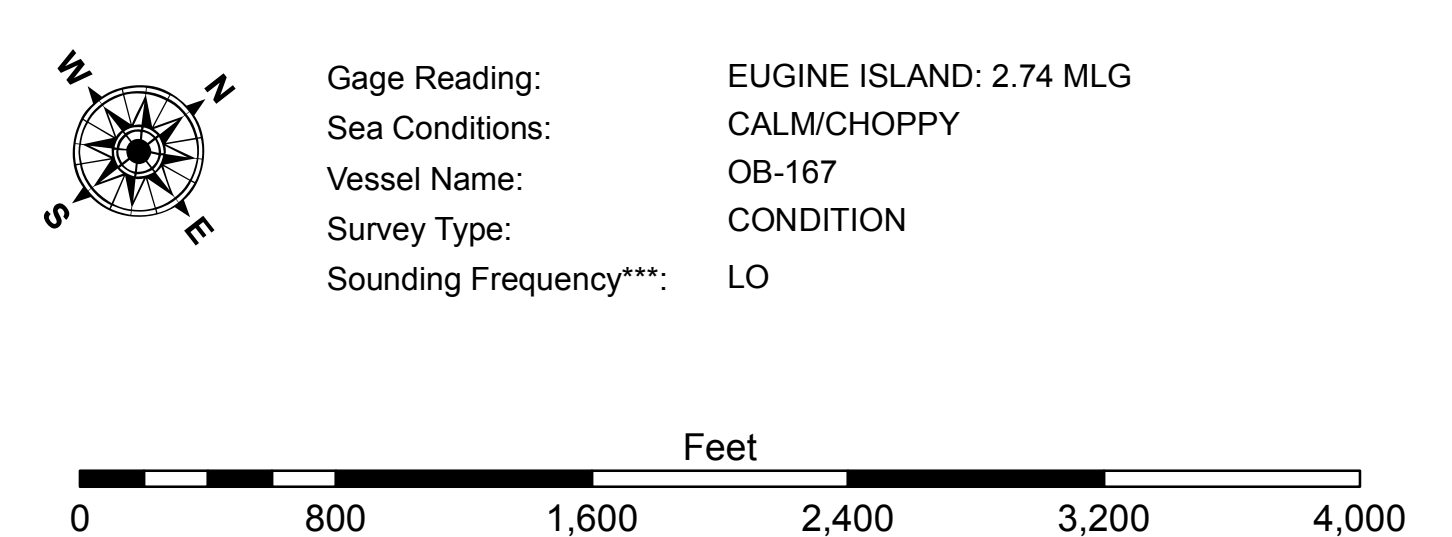 W
N
S
E
Gage Reading: EUGINE ISLAND: 2.74 MLG
Sea Conditions: CALM/CHOPPY
Vessel Name: OB-167
Survey Type: CONDITION
Sounding Frequency***: LO
Feet
0 800 1,600 2,400 3,200 4,000